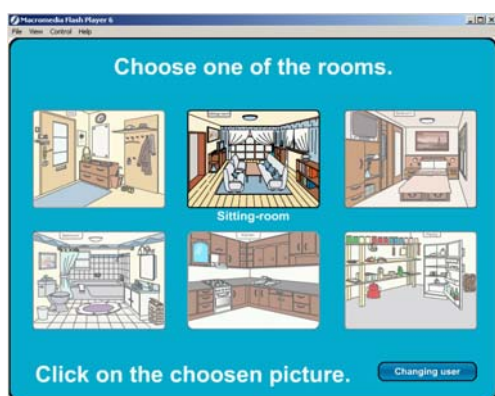 Macromedia Flash Player 6
File View Control Help
Choose one of the rooms.
Sitting-room
Click on the choosen picture.
Changing user